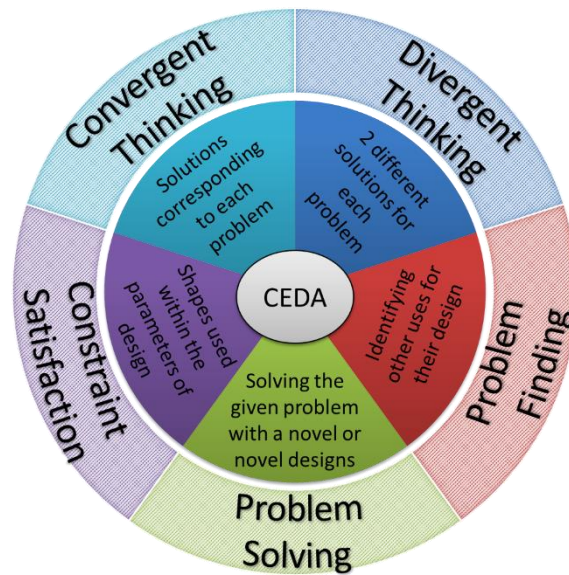 Convergent
Thinking
Divergent
Thinking
Solutions
corresponding
to each
problem
2 different
solutions for
each
problem
Constraint
Satisfaction
Shapes used
within the
parameters of
design
CEDA
Identifying
other uses for
their design
Problem
Finding
Solving the
given problem
with a novel or
novel designs
Problem
Solving